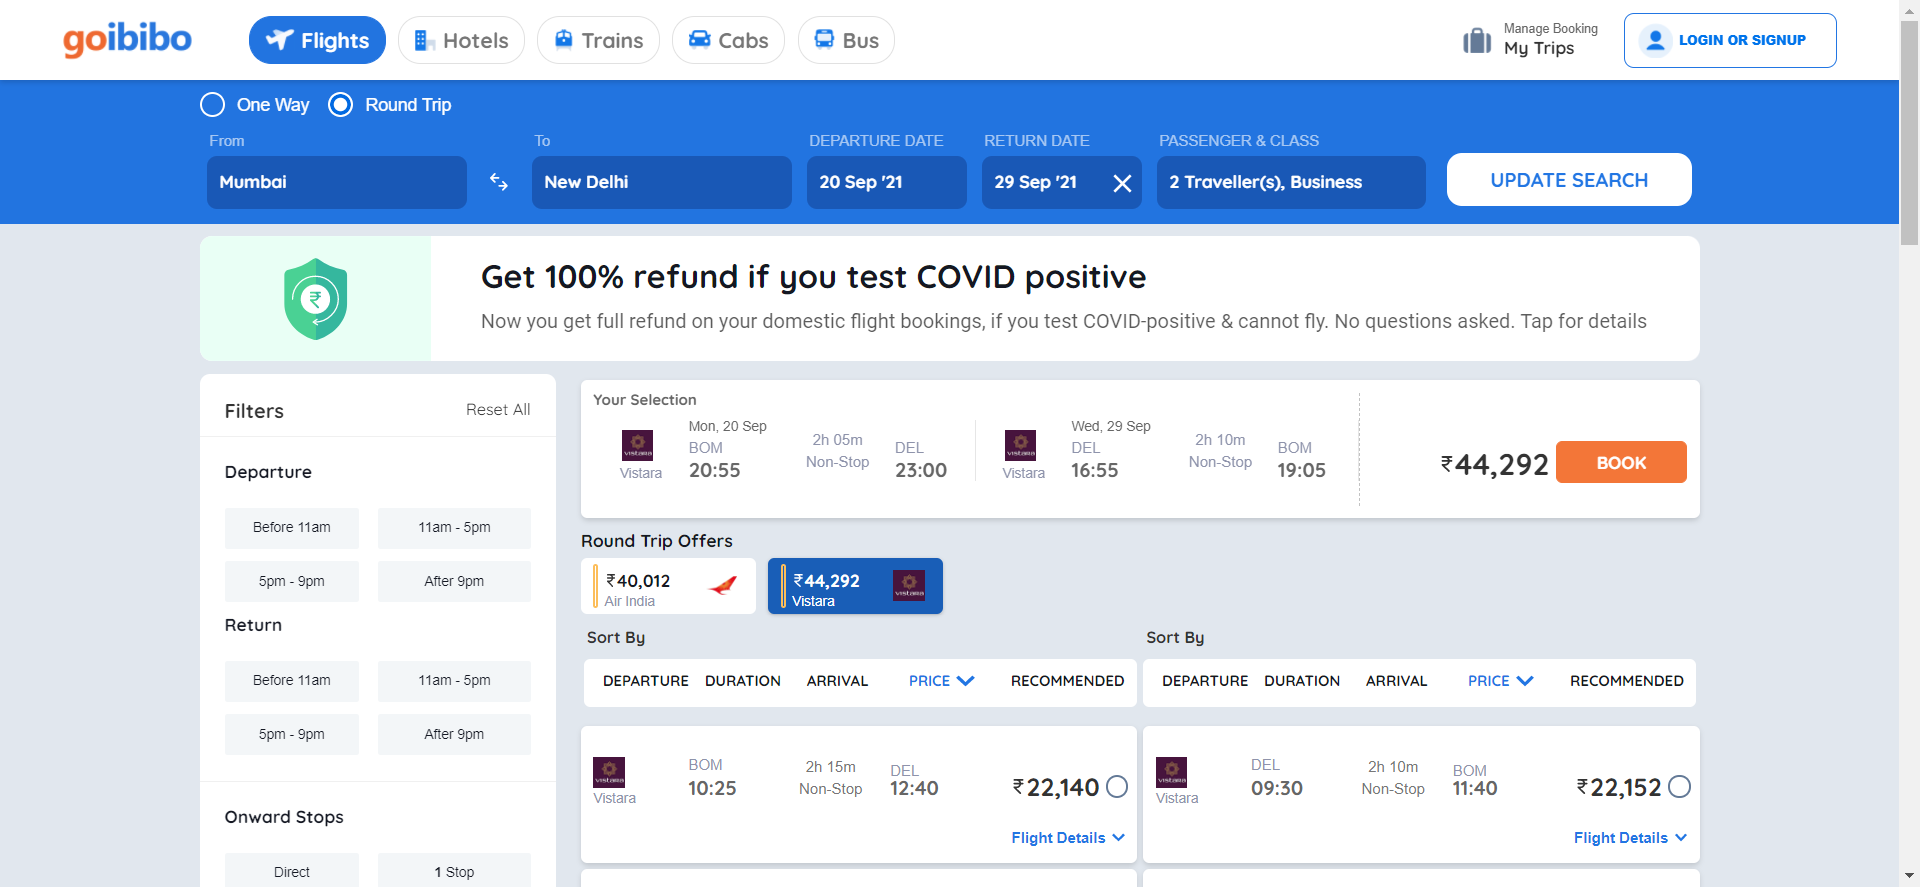 goibibo
Flights
Hotels
Trains
Cabs
Bus
Manage Booking
My Trips
LOGIN OR SIGNUP
One Way
Round Trip
From
To
DEPARTURE DATE
RETURN DATE
PASSENGER & CLASS
Mumbai
New Delhi
20 Sep '21
29 Sep '21
2 Traveller(s), Business
UPDATE SEARCH
Get 100% refund if you test COVID positive
Now you get full refund on your domestic flight bookings, if you test COVID-positive & cannot fly. No questions asked. Tap for details
Filters
Reset All
Departure
Before 11am
11am - 5pm
5pm - 9pm
After 9pm
Return
Before 11am
11am - 5pm
5pm - 9pm
After 9pm
Onward Stops
Direct
1 Stop
Your Selection
Mon, 20 Sep
VISTARA
Vistara
BOM
20:55
2h 05m
Non-Stop
DEL
23:00
Wed, 29 Sep
VISTARA
Vistara
DEL
16:55
2h 10m
Non-Stop
BOM
19:05
₹44,292
BOOK
Round Trip Offers
₹40,012
Air India
₹44,292
Vistara
VISTARA
Sort By
DEPARTURE
DURATION
ARRIVAL
PRICE
RECOMMENDED
VISTARA
Vistara
BOM
10:25
2h 15m
Non-Stop
DEL
12:40
₹22,140
Flight Details
Sort By
DEPARTURE
DURATION
ARRIVAL
PRICE
RECOMMENDED
VISTARA
Vistara
DEL
09:30
2h 10m
Non-Stop
BOM
11:40
₹22,152
Flight Details